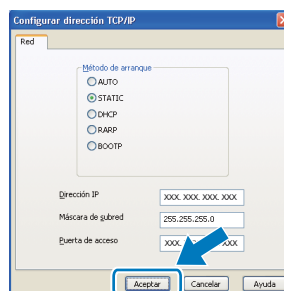 Configurar dirección TCP/IP
Red
Método de arranque
AUTO
STATIC
DHCP
RARP
BOOTP
Dirección IP XXX. XXX. XXX. XXX
Máscara de subred 255.255.255.0
Puerta de acceso XXX. XXX
Aceptar Cancelar Ayuda